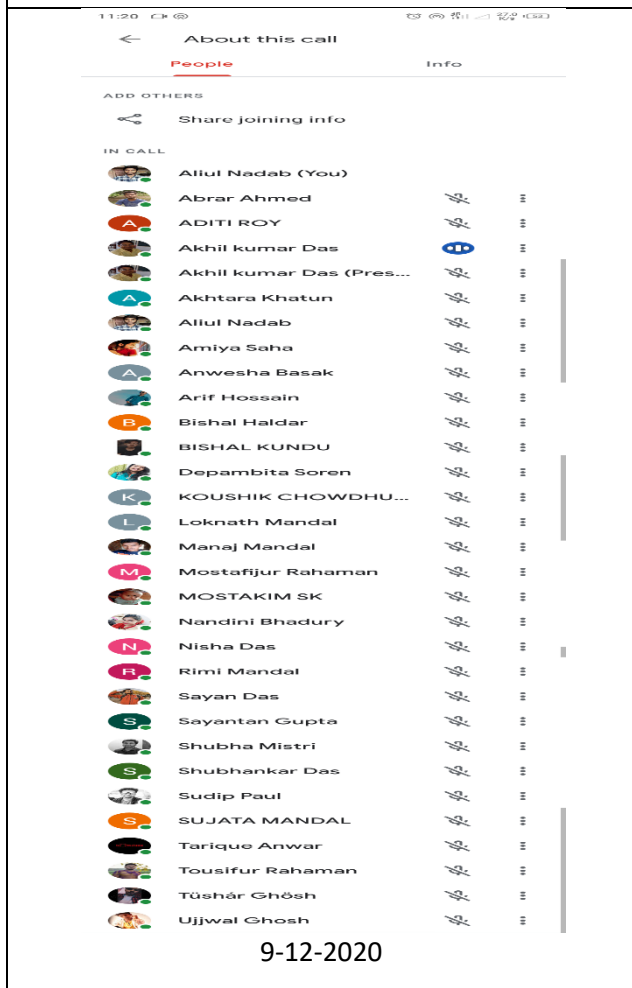 11:20
27.0
K/s
53
About this call
People Info
ADD OTHERS
Share joining info
IN CALL
Aliul Nadab (You)
Abrar Ahmed
A ADITI ROY
Akhil kumar Das
Akhil kumar Das (Pres...
A Akhtara Khatun
Aliul Nadab
Amiya Saha
A Anwesha Basak
Arif Hossain
B Bishal Haldar
BISHAL KUNDU
Depambita Soren
K KOUSHIK CHOWDHU...
L Loknath Mandal
Manaj Mandal
M Mostafijur Rahaman
MOSTAKIM SK
Nandini Bhadury
N Nisha Das
R Rimi Mandal
Sayan Das
S Sayantan Gupta
Shubha Mistri
S Shubhankar Das
Sudip Paul
S SUJATA MANDAL
Tarique Anwar
Tousifur Rahaman
Tüshár Ghösh
Ujjwal Ghosh
9-12-2020